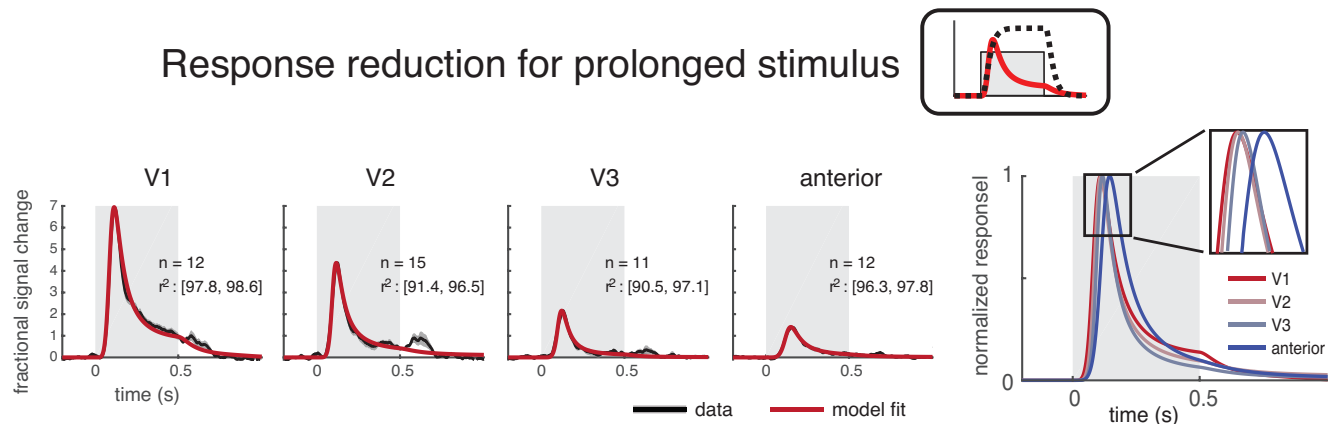 Response reduction for prolonged stimulus
V1
V2
V3
anterior
fractional signal change
7
6
5
4
3
2
1
0
n = 12
r² : [97.8, 98.6]
n = 15
r² : [91.4, 96.5]
n = 11
r² : [90.5, 97.1]
n = 12
r² : [96.3, 97.8]
0
0.5
0
0.5
0
0.5
0
0.5
time (s)
data
model fit
normalized responsel
1
0
0
0.5
time (s)
V1
V2
V3
anterior